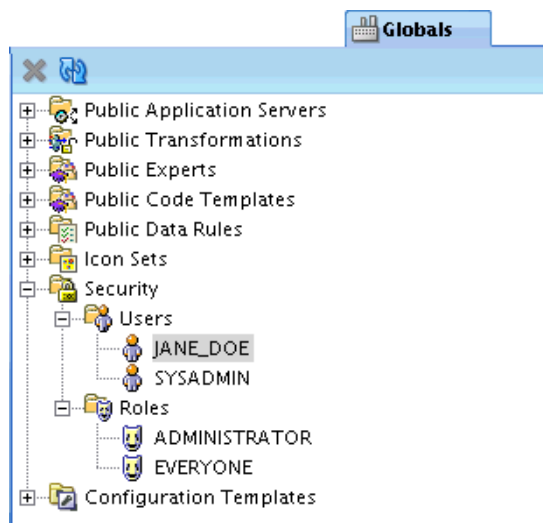 Globals
Public Application Servers
Public Transformations
Public Experts
Public Code Templates
Public Data Rules
Icon Sets
Security
Users
JANE_DOE
SYSADMIN
Roles
ADMINISTRATOR
EVERYONE
Configuration Templates